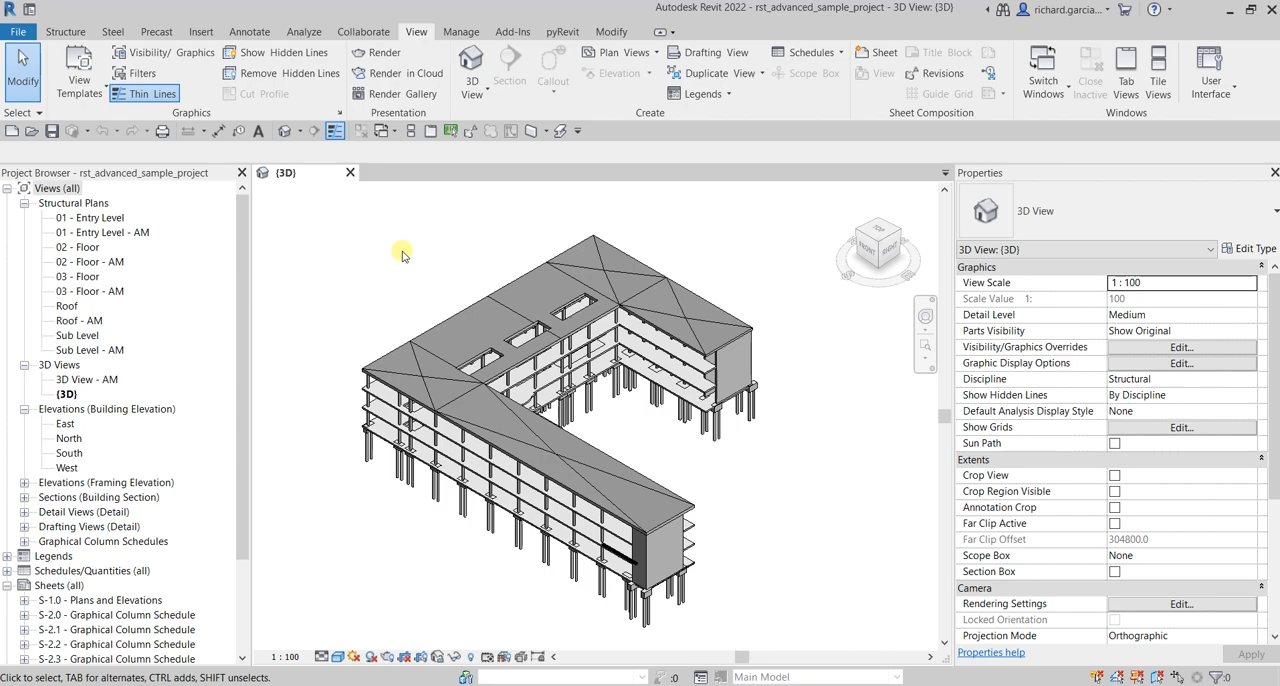 Autodesk Revit 2022 - rst_advanced_sample_project - 3D View: {3D}
richard.garcia...
File Structure Steel Precast Insert Annotate Analyze Collaborate View Manage Add-Ins pyRevit Modify
Modify
View
Templates
Visibility/ Graphics
Filters
Thin Lines
Show Hidden Lines
Remove Hidden Lines
Cut Profile
Render
Render in Cloud
Render Gallery
3D
View
Section
Callout
Plan Views
Elevation
Drafting View
Duplicate View
Legends
Schedules
Scope Box
Sheet
View
Title Block
Revisions
Guide Grid
Switch
Windows
Close
Inactive
Tab
Views
Tile
Views
User
Interface
Select
Graphics
Presentation
Create
Sheet Composition
Windows
Project Browser - rst_advanced_sample_project
Views (all)
Structural Plans
01 - Entry Level
01 - Entry Level - AM
02 - Floor
02 - Floor - AM
03 - Floor
03 - Floor - AM
Roof
Roof - AM
Sub Level
Sub Level - AM
3D Views
3D View - AM
{3D}
Elevations (Building Elevation)
East
North
South
West
Elevations (Framing Elevation)
Sections (Building Section)
Detail Views (Detail)
Drafting Views (Detail)
Graphical Column Schedules
Legends
Schedules/Quantities (all)
Sheets (all)
S-1.0 - Plans and Elevations
S-2.0 - Graphical Column Schedule
S-2.1 - Graphical Column Schedule
S-2.2 - Graphical Column Schedule
S-2.3 - Graphical Column Schedule
{3D}
TOP
FRONT
RIGHT
1 : 100
Properties
3D View
3D View: {3D}
Edit Type
Graphics
View Scale 1 : 100
Scale Value 1: 100
Detail Level Medium
Parts Visibility Show Original
Visibility/Graphics Overrides Edit...
Graphic Display Options Edit...
Discipline Structural
Show Hidden Lines By Discipline
Default Analysis Display Style None
Show Grids Edit...
Sun Path
Extents
Crop View
Crop Region Visible
Annotation Crop
Far Clip Active
Far Clip Offset 304800.0
Scope Box None
Section Box
Camera
Rendering Settings Edit...
Locked Orientation
Projection Mode Orthographic
Properties help
Apply
Click to select, TAB for alternates, CTRL adds, SHIFT unselects.
:0
Main Model
:0